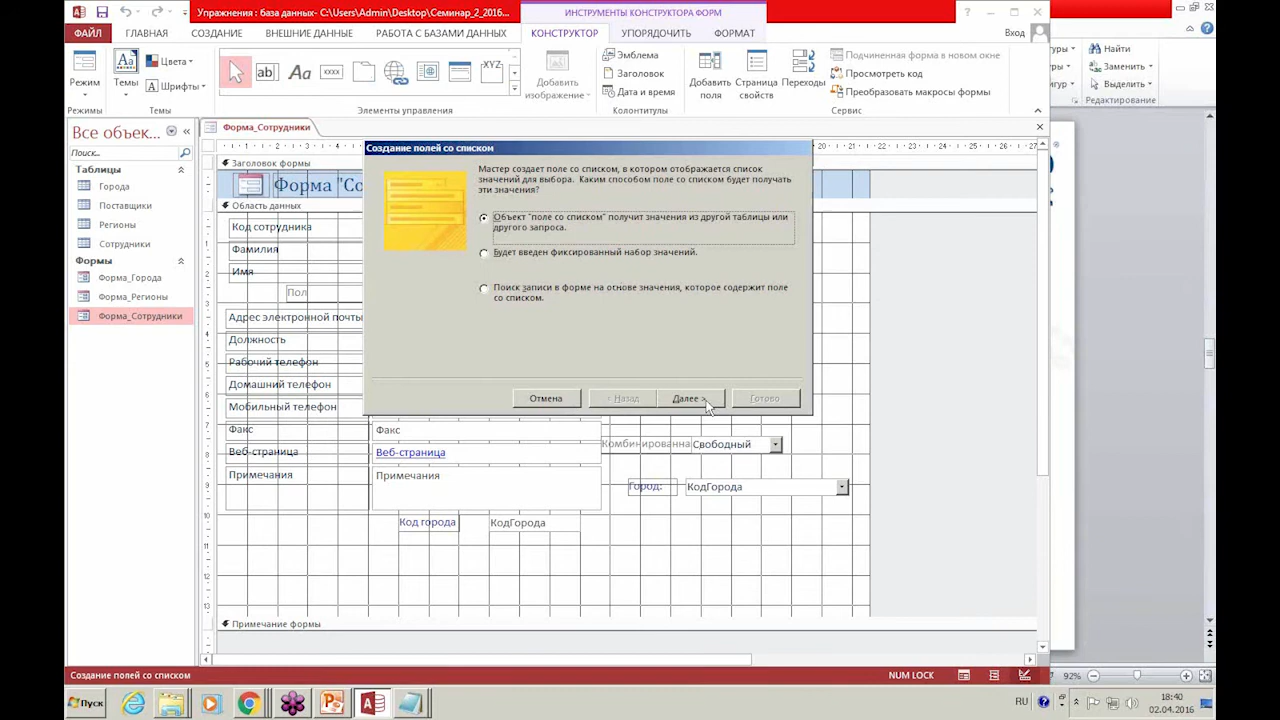 Упражнения : база данных- C:\Users\Admin\Desktop\Семинар_2_2016...
ИНСТРУМЕНТЫ КОНСТРУКТОРА ФОРМ
ФАЙЛ
ГЛАВНАЯ
СОЗДАНИЕ
ВНЕШНИЕ ДАННЫЕ
РАБОТА С БАЗАМИ ДАННЫХ
КОНСТРУКТОР
УПОРЯДОЧИТЬ
ФОРМАТ
Вход
Режим
Режимы
Темы
Цвета
Шрифты
Темы
ab|
Aa
xxxx
XYZ
Элементы управления
Добавить
изображение
Эмблема
Заголовок
Дата и время
Колонтитулы
Добавить
поля
Страница
свойств
Переходы
Подчиненная форма в новом окне
Просмотреть код
Преобразовать макросы формы
Сервис
Найти
Заменить
Выделить
Редактирование
Все объек...
Поиск...
Таблицы
Города
Поставщики
Регионы
Сотрудники
Формы
Форма_Города
Форма_Регионы
Форма_Сотрудники
Форма_Сотрудники
Заголовок формы
Форма "Со
Область данных
Код сотрудника
Фамилия
Имя
Пол
Адрес электронной почты
Должность
Рабочий телефон
Домашний телефон
Мобильный телефон
Факс
Факс
Веб-страница
Веб-страница
Примечания
Примечания
Комбинированна
Свободный
Город:
КодГорода
Код города
КодГорода
Примечание формы
Создание полей со списком
Мастер создает поле со списком, в котором отображается список
значений для выбора. Каким способом поле со списком будет получать
эти значения?
Объект "поле со списком" получит значения из другой таблицы или
другого запроса.
Будет введен фиксированный набор значений.
Поиск записи в форме на основе значения, которое содержит поле
со списком.
Отмена
< Назад
Далее >
Готово
Создание полей со списком
NUM LOCK
92%
Пуск
RU
18:40
02.04.2016